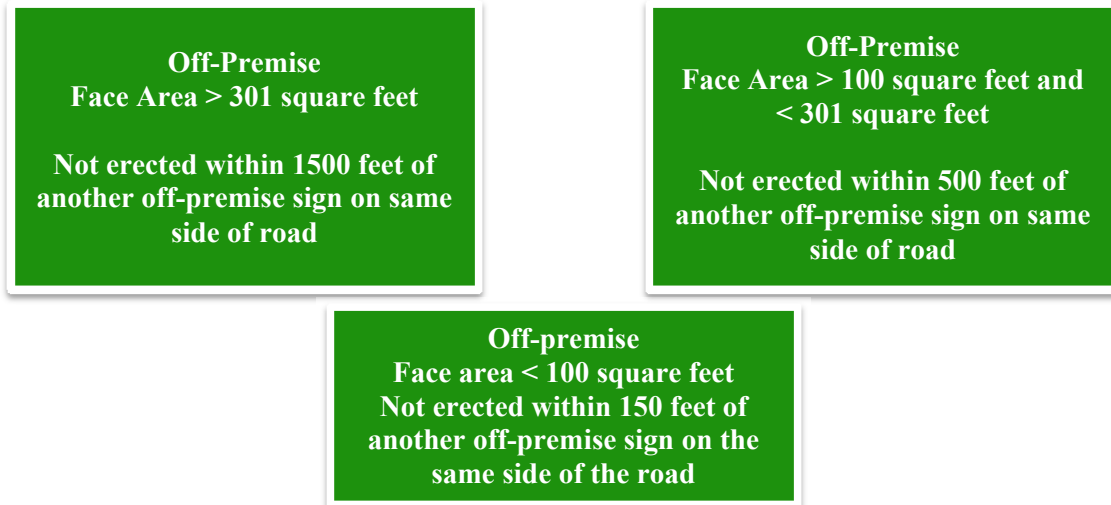 Off-Premise
Face Area > 301 square feet
Not erected within 1500 feet of
another off-premise sign on same
side of road
Off-Premise
Face Area > 100 square feet and
< 301 square feet
Not erected within 500 feet of
another off-premise sign on same
side of road
Off-premise
Face area < 100 square feet
Not erected within 150 feet of
another off-premise sign on the
same side of the road